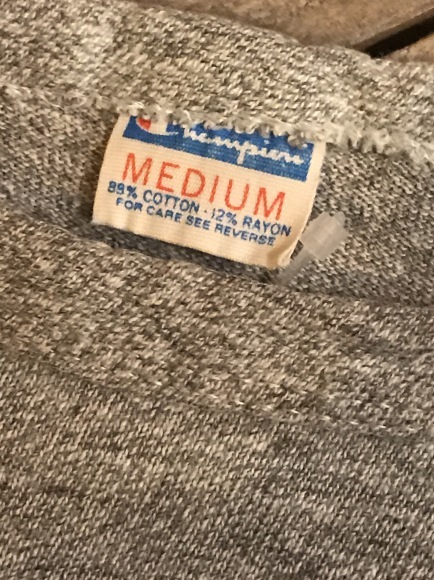 Champion
MEDIUM
88% COTTON · 12% RAYON
FOR CARE SEE REVERSE